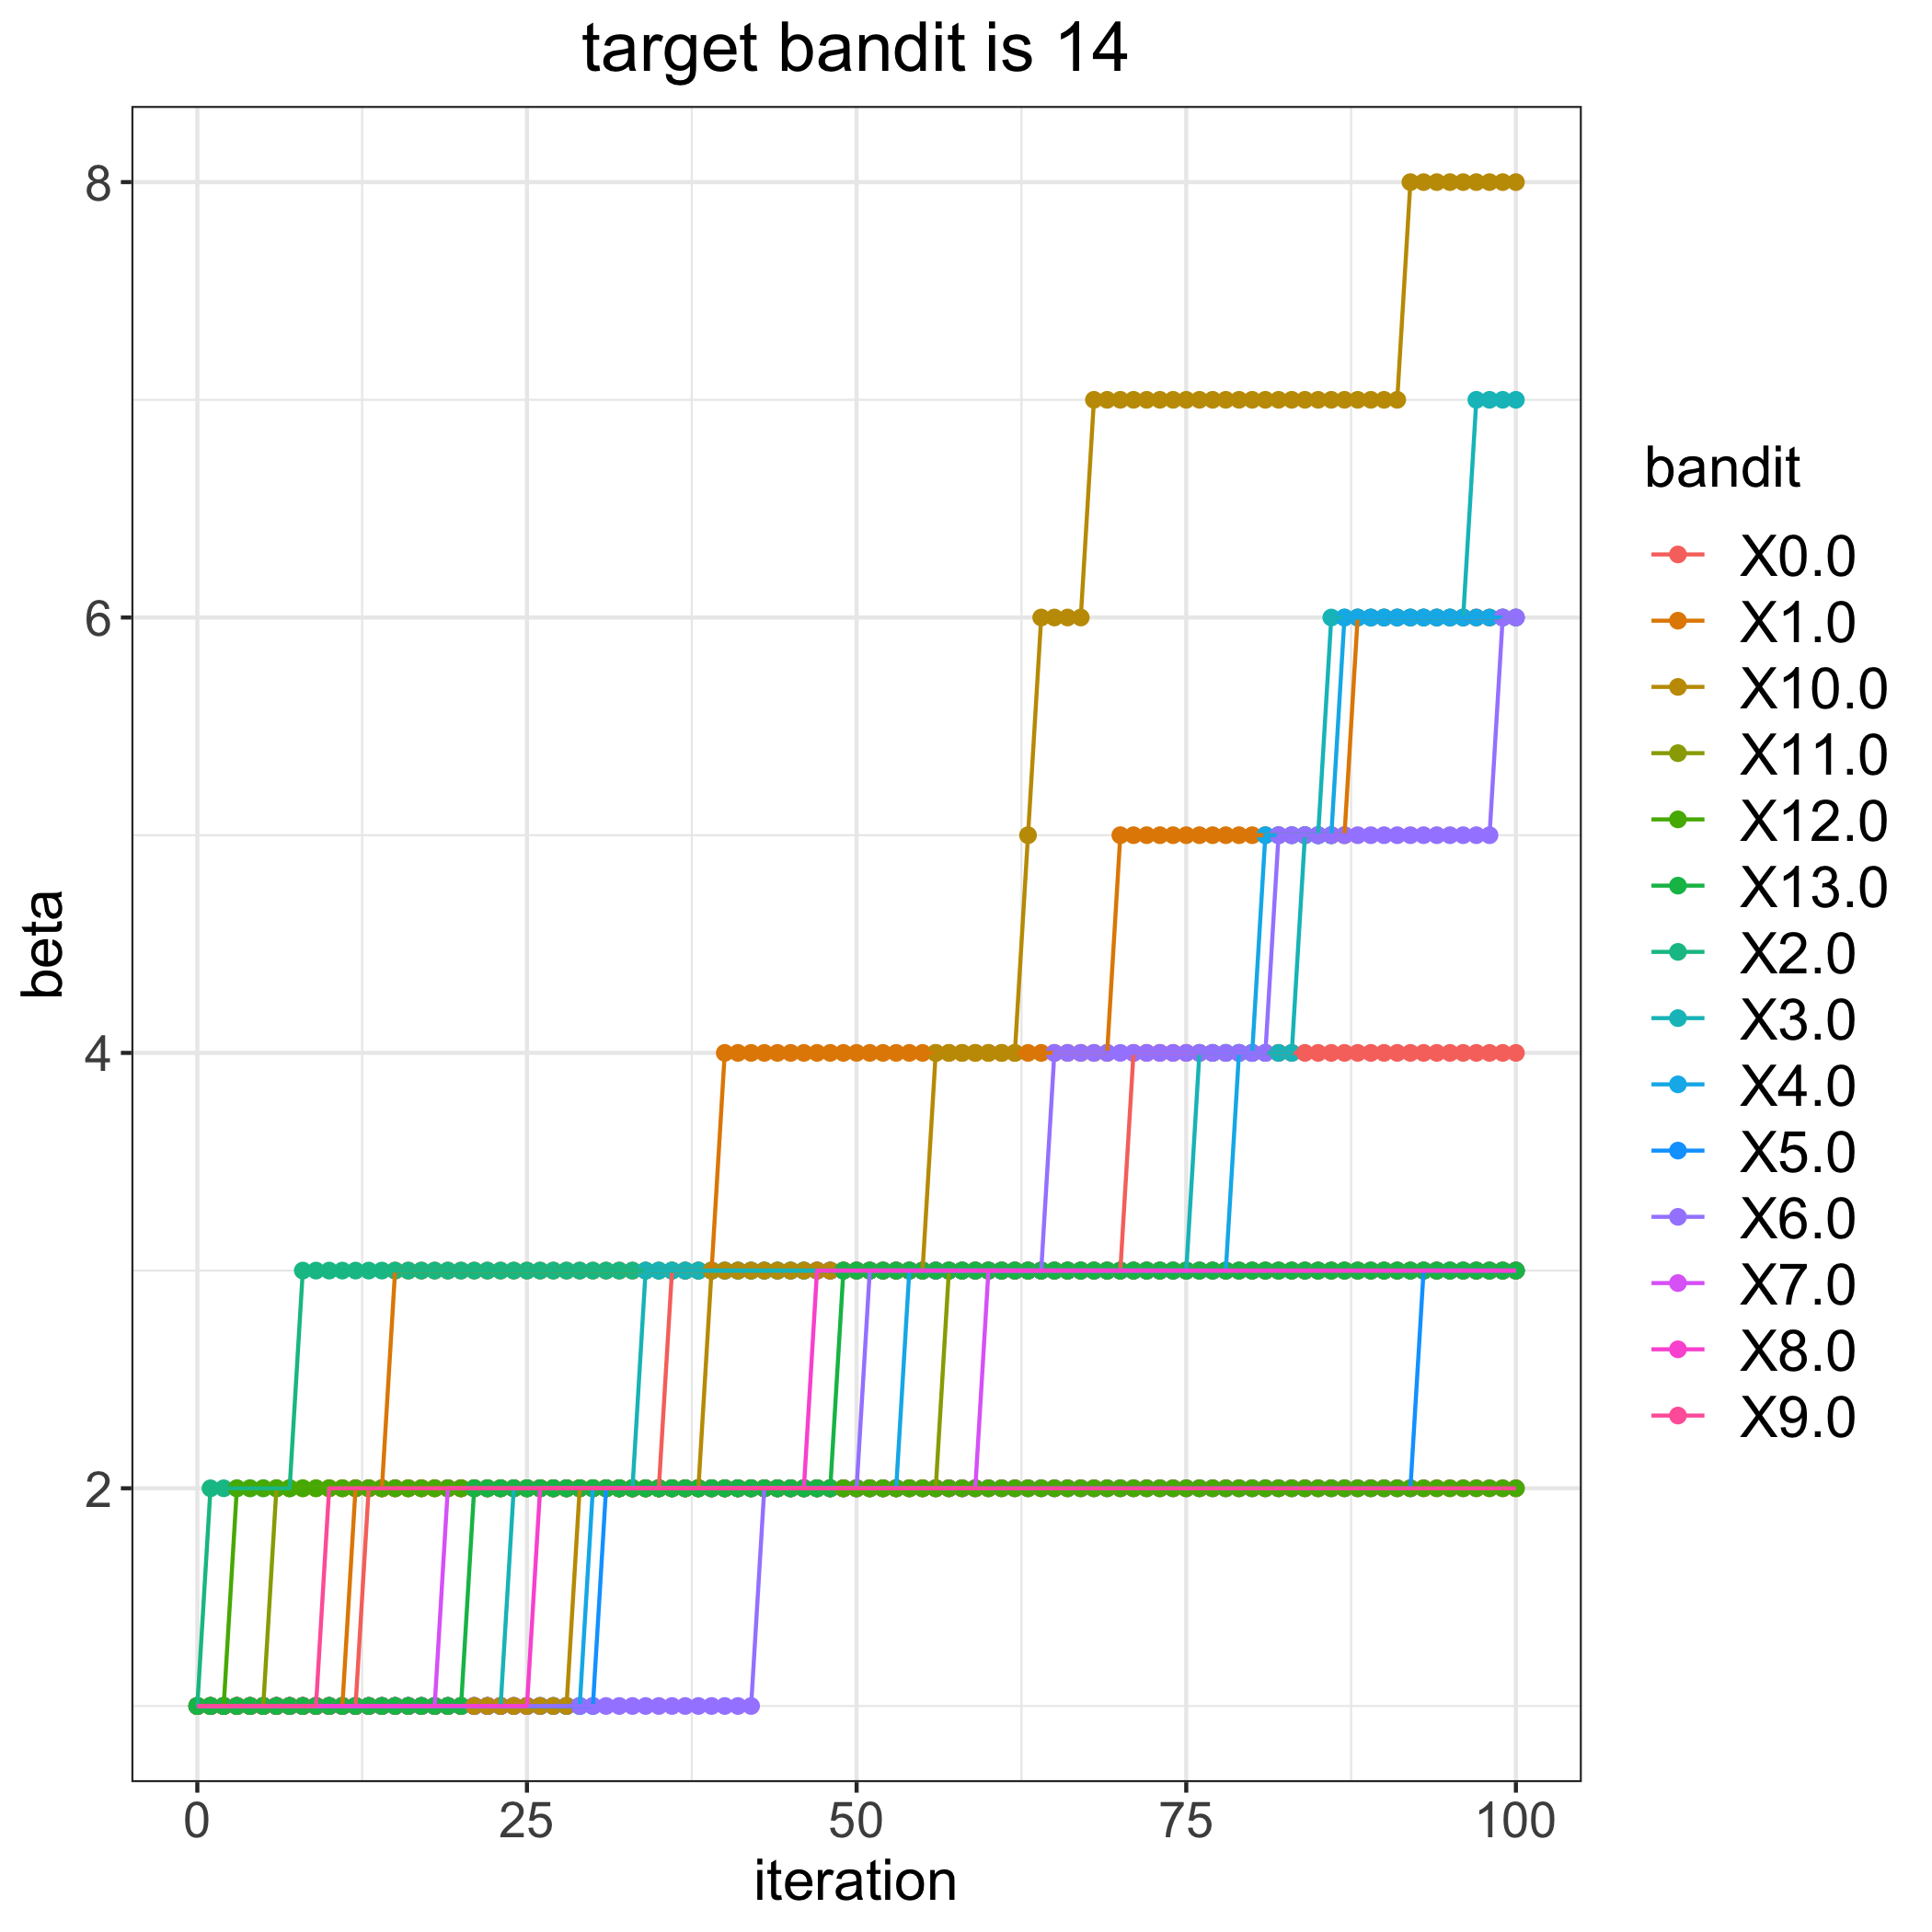 target bandit is 14
8
6
4
2
beta
0 25 50 75 100
iteration
bandit
X0.0
X1.0
X10.0
X11.0
X12.0
X13.0
X2.0
X3.0
X4.0
X5.0
X6.0
X7.0
X8.0
X9.0